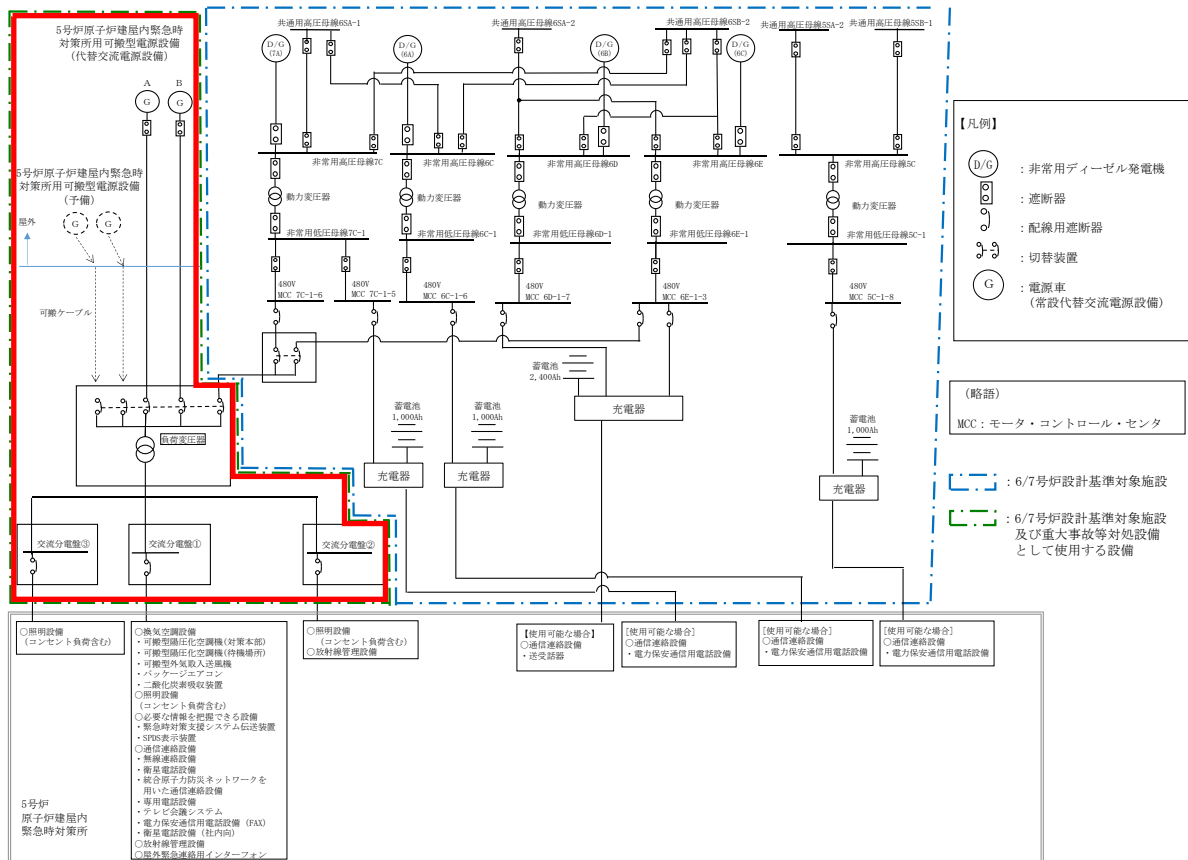 5号炉原子炉建屋内緊急時
対策所用可搬型電源設備
(代替交流電源設備)
A
B
G
G
5号炉原子炉建屋内緊急時
対策所用可搬型電源設備
(予備)
G
G
屋外
可搬ケーブル
負荷変圧器
交流分電盤③
交流分電盤①
交流分電盤②
共通用高圧母線6SA-1
共通用高圧母線6SA-2
共通用高圧母線6SB-2
共通用高圧母線5SA-2
共通用高圧母線5SB-1
D/G
(7A)
D/G
(6A)
D/G
(6B)
D/G
(6C)
非常用高圧母線7C
非常用高圧母線6C
非常用高圧母線6D
非常用高圧母線6E
非常用高圧母線5C
動力変圧器
動力変圧器
動力変圧器
動力変圧器
動力変圧器
非常用低圧母線7C-1
非常用低圧母線6C-1
非常用低圧母線6D-1
非常用低圧母線6E-1
非常用低圧母線5C-1
480V
MCC 7C-1-6
480V
MCC 7C-1-5
480V
MCC 6C-1-6
480V
MCC 6D-1-7
480V
MCC 6E-1-3
480V
MCC 5C-1-8
蓄電池
2,400Ah
充電器
蓄電池
1,000Ah
充電器
蓄電池
1,000Ah
充電器
蓄電池
1,000Ah
充電器
【凡例】
D/G
:非常用ディーゼル発電機
:遮断器
:配線用遮断器
:切替装置
G
:電源車
(常設代替交流電源設備)
(略語)
MCC:モータ・コントロール・センタ
:6/7号炉設計基準対象施設
:6/7号炉設計基準対象施設
及び重大事故等対処設備
として使用する設備
○照明設備
(コンセント負荷含む)
○換気空調設備
・可搬型陽圧化空調機(対策本部)
・可搬型陽圧化空調機(待機場所)
・可搬型外気取入送風機
・パッケージエアコン
・二酸化炭素吸収装置
○照明設備
(コンセント負荷含む)
○必要な情報を把握できる設備
・緊急時対策支援システム伝送装置
・SPDS表示装置
○通信連絡設備
・無線連絡設備
・衛星電話設備
・統合原子力防災ネットワークを
用いた通信連絡設備
・専用電話設備
・テレビ会議システム
・電力保安通信用電話設備(FAX)
・衛星電話設備(社内向)
○放射線管理設備
○屋外緊急連絡用インターフォン
○照明設備
(コンセント負荷含む)
○放射線管理設備
【使用可能な場合】
○通信連絡設備
・送受話器
[使用可能な場合]
○通信連絡設備
・電力保安通信用電話設備
[使用可能な場合]
○通信連絡設備
・電力保安通信用電話設備
[使用可能な場合]
○通信連絡設備
・電力保安通信用電話設備
5号炉
原子炉建屋内
緊急時対策所